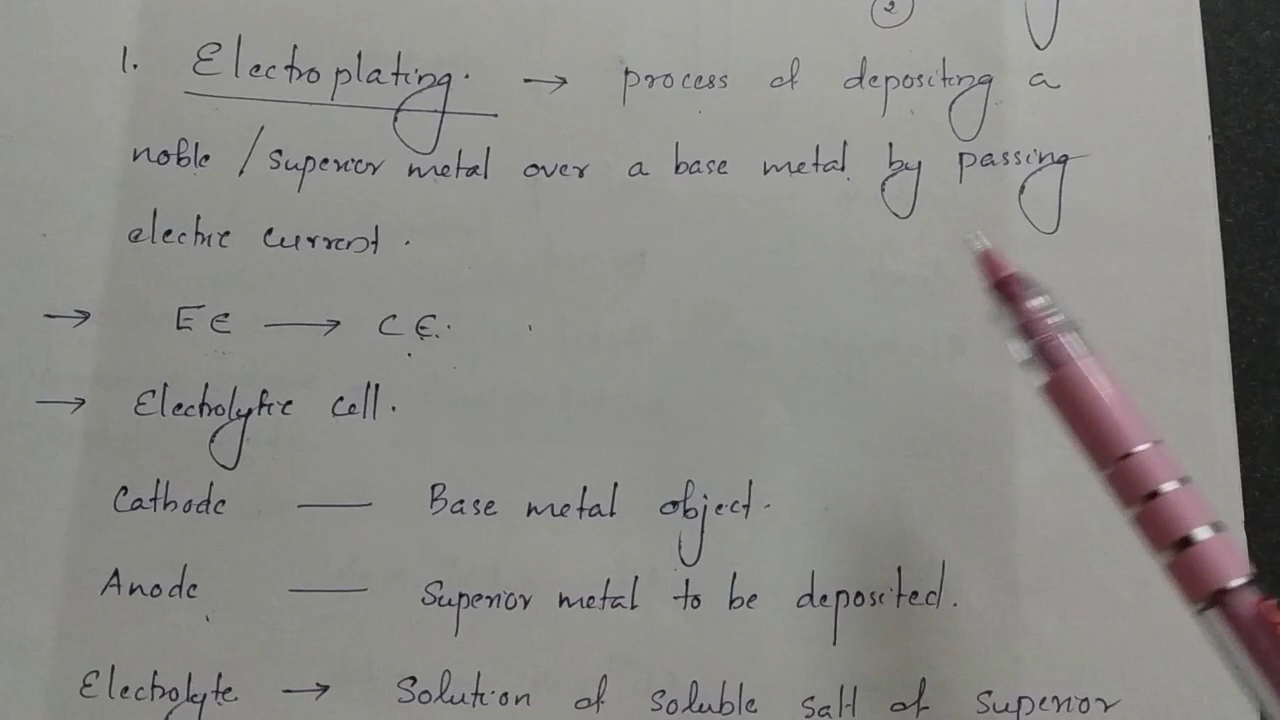 2
1. Electroplating. → process of depositing a
noble / superior metal over a base metal by passing
electric current.
→ EE → CE.
→ Electrolytic cell.
Cathode — Base metal object.
Anode — Superior metal to be deposited.
Electrolyte → Solution of soluble salt of superior